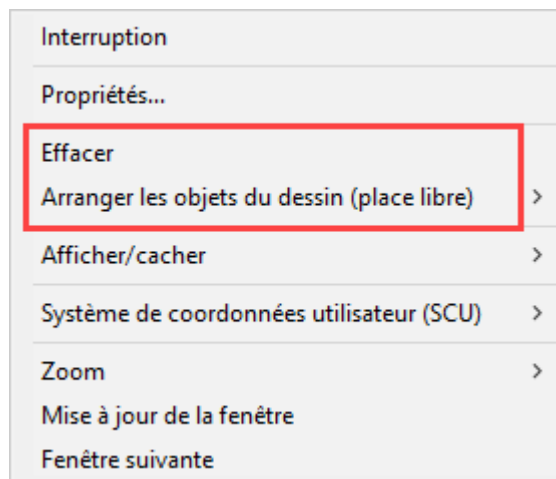 Interruption
Propriétés...
Effacer
Arranger les objets du dessin (place libre)
Afficher/cacher
Système de coordonnées utilisateur (SCU)
Zoom
Mise à jour de la fenêtre
Fenêtre suivante